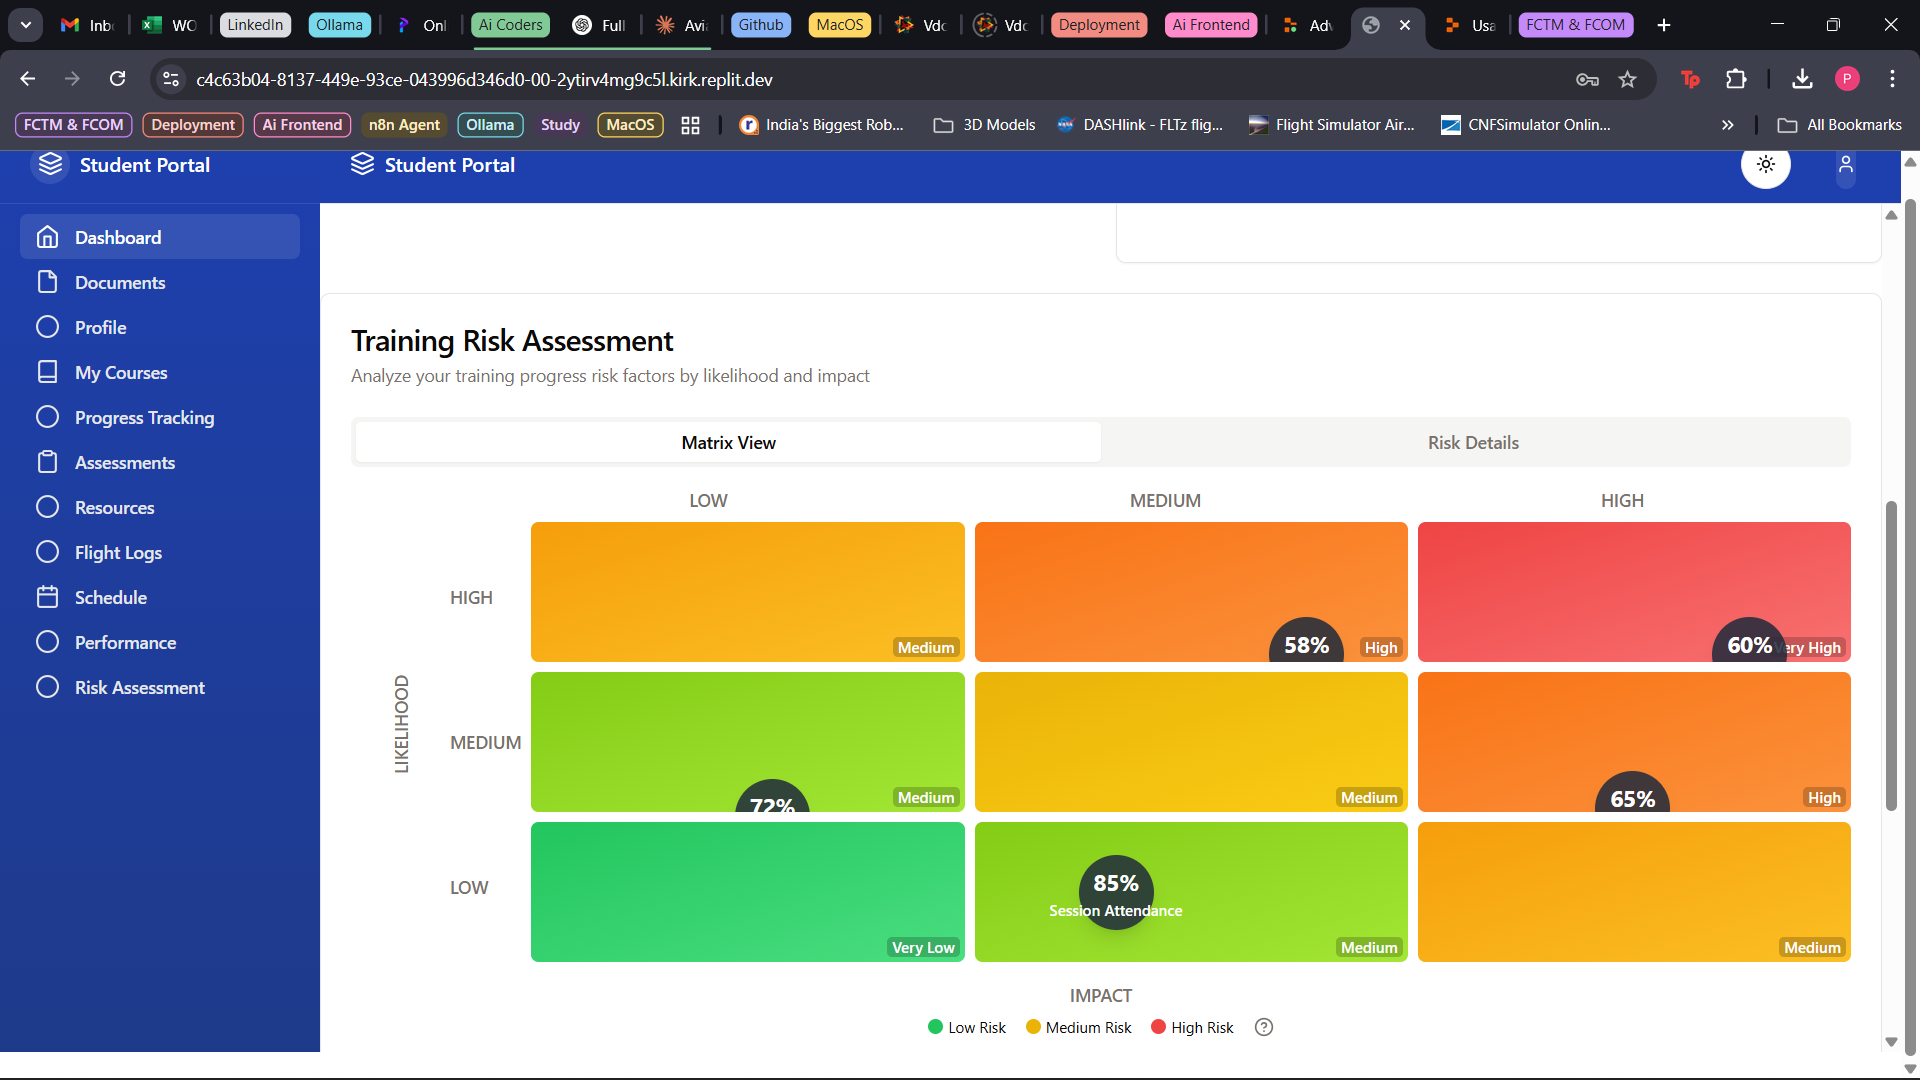 Inb
WO
LinkedIn
Ollama
Onl
Ai Coders
Full
Avi
Github
MacOS
Vdc
Vdc
Deployment
Ai Frontend
Adv
Usa
FCTM & FCOM
c4c63b04-8137-449e-93ce-043996d346d0-00-2ytirv4mg9c5l.kirk.replit.dev
Tp
P
FCTM & FCOM
Deployment
Ai Frontend
n8n Agent
Ollama
Study
MacOS
India's Biggest Rob...
3D Models
DASHlink - FLTz flig...
Flight Simulator Air...
CNFSimulator Onlin...
All Bookmarks
Student Portal
Student Portal
Dashboard
Documents
Profile
My Courses
Progress Tracking
Assessments
Resources
Flight Logs
Schedule
Performance
Risk Assessment
Training Risk Assessment
Analyze your training progress risk factors by likelihood and impact
Matrix View
Risk Details
LOW
MEDIUM
HIGH
LIKELIHOOD
HIGH
Medium
58%
High
60%
ery High
MEDIUM
72%
Medium
Medium
65%
High
LOW
Very Low
85%
Session Attendance
Medium
Medium
IMPACT
Low Risk
Medium Risk
High Risk
?